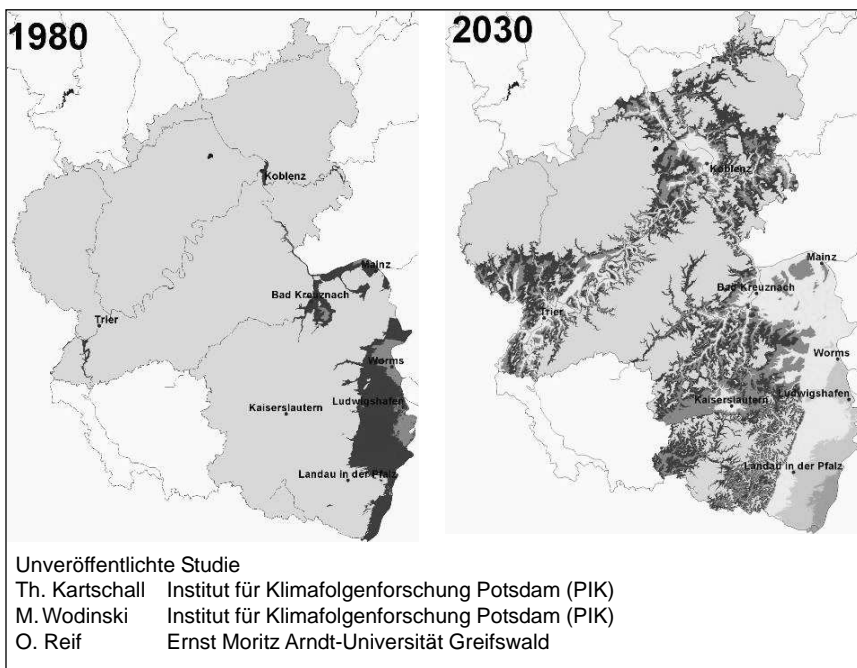 1980
Koblenz
Mainz
Bad Kreuznach
Trier
Worms
Ludwigshafen
Kaiserslautern
Landau in der Pfalz
2030
Koblenz
Mainz
Bad Kreuznach
Trier
Worms
Ludwigshafen
Kaiserslautern
Landau in der Pfalz
Unveröffentlichte Studie
Th. Kartschall Institut für Klimafolgenforschung Potsdam (PIK)
M. Wodinski Institut für Klimafolgenforschung Potsdam (PIK)
O. Reif Ernst Moritz Arndt-Universität Greifswald